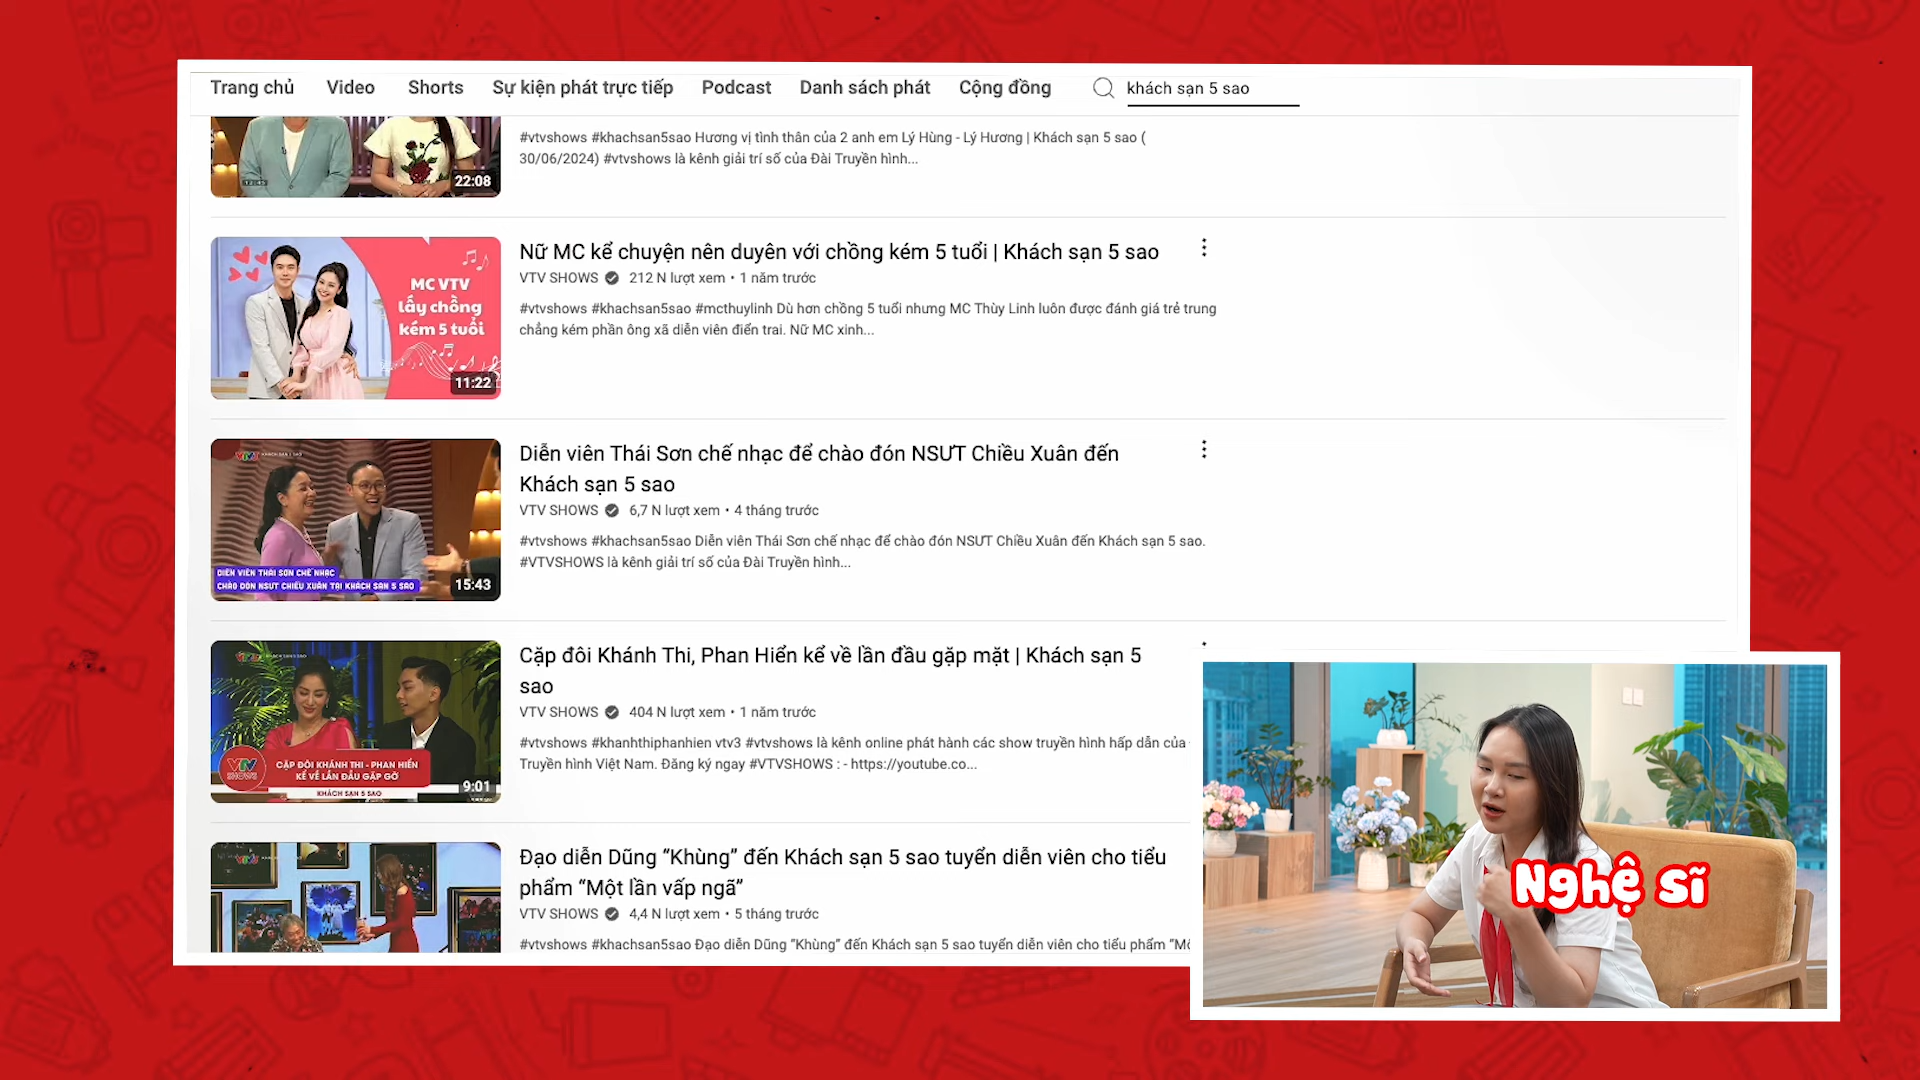 Trang chủ Video Shorts Sự kiện phát trực tiếp Podcast Danh sách phát Cộng đồng khách sạn 5 sao
#vtvshows #khachsan5sao Hương vị tình thân của 2 anh em Lý Hùng - Lý Hương | Khách sạn 5 sao (
30/06/2024) #vtvshows là kênh giải trí số của Đài Truyền hình...
22:08
Nữ MC kể chuyện nên duyên với chồng kém 5 tuổi | Khách sạn 5 sao
VTV SHOWS 212 N lượt xem • 1 năm trước
#vtvshows #khachsan5sao #mcthuylinh Dù hơn chồng 5 tuổi nhưng MC Thùy Linh luôn được đánh giá trẻ trung
chẳng kém phần ông xã diễn viên điển trai. Nữ MC xinh...
MC VTV
lấy chồng
kém 5 tuổi
11:22
Diễn viên Thái Sơn chế nhạc để chào đón NSƯT Chiều Xuân đến
Khách sạn 5 sao
VTV SHOWS 6,7 N lượt xem • 4 tháng trước
#vtvshows #khachsan5sao Diễn viên Thái Sơn chế nhạc để chào đón NSƯT Chiều Xuân đến Khách sạn 5 sao.
#VTVSHOWS là kênh giải trí số của Đài Truyền hình...
DIỄN VIÊN THÁI SƠN CHẾ NHẠC
CHÀO ĐÓN NSƯT CHIỀU XUÂN TẠI KHÁCH SẠN 5 SAO
15:43
Cặp đôi Khánh Thi, Phan Hiển kể về lần đầu gặp mặt | Khách sạn 5
sao
VTV SHOWS 404 N lượt xem • 1 năm trước
#vtvshows #khanhthiphanhien vtv3 #vtvshows là kênh online phát hành các show truyền hình hấp dẫn của
Truyền hình Việt Nam. Đăng ký ngay #VTVSHOWS : - https://youtube.co...
VTV
SHOWS
CẶP ĐÔI KHÁNH THI - PHAN HIỂN
KỂ VỀ LẦN ĐẦU GẶP GỠ
KHÁCH SẠN 5 SAO
9:01
Đạo diễn Dũng “Khùng” đến Khách sạn 5 sao tuyển diễn viên cho tiểu
phẩm “Một lần vấp ngã”
VTV SHOWS 4,4 N lượt xem • 5 tháng trước
#vtvshows #khachsan5sao Đạo diễn Dũng “Khùng” đến Khách sạn 5 sao tuyển diễn viên cho tiểu phẩm
Nghệ sĩ